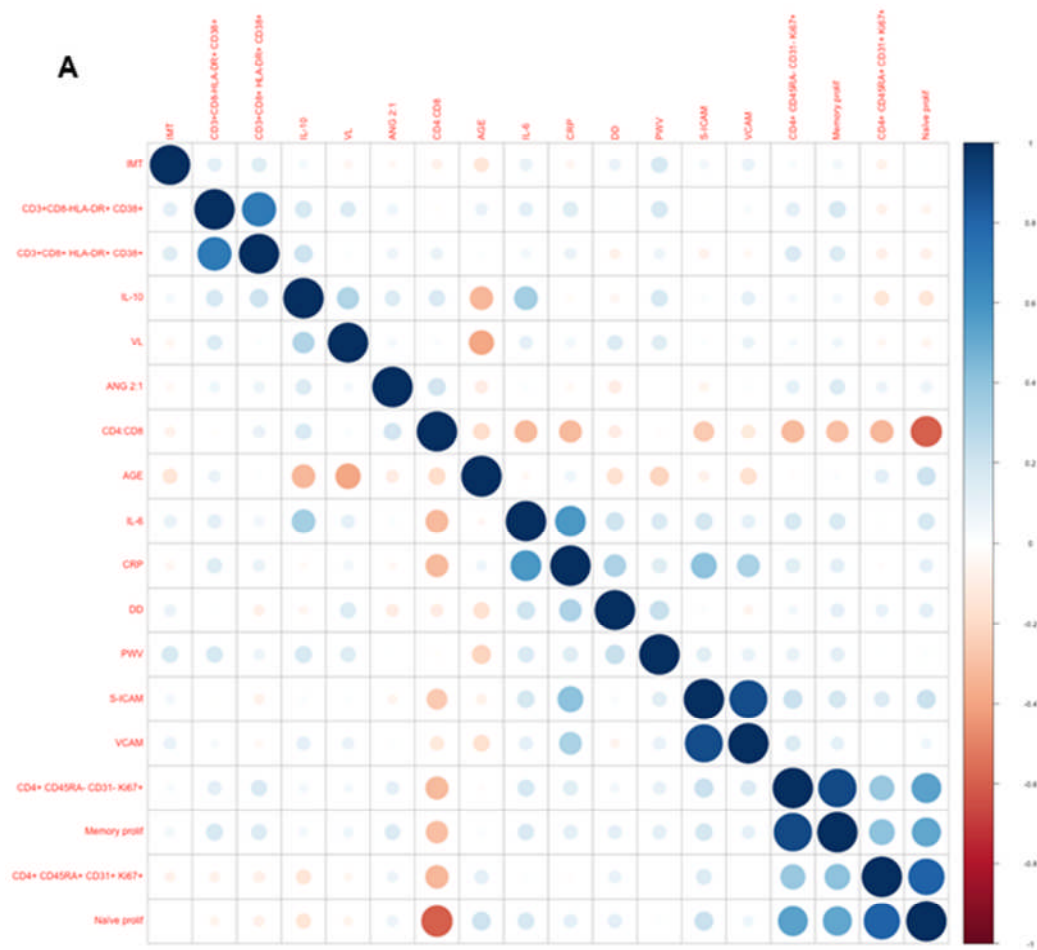 A
IMT
CD3+CD8-HLA-DR+ CD38+
CD3+CD8+ HLA-DR+ CD38+
IL-10
VL
ANG 2:1
CD4:CD8
AGE
IL-6
CRP
DD
PWV
S-ICAM
VCAM
CD4+ CD45RA- CD31- Ki67+
Memory prolif
CD4+ CD45RA+ CD31+ Ki67+
Naïve prolif
IMT
CD3+CD8-HLA-DR+ CD38+
CD3+CD8+ HLA-DR+ CD38+
IL-10
VL
ANG 2:1
CD4:CD8
AGE
IL-6
CRP
DD
PWV
S-ICAM
VCAM
CD4+ CD45RA- CD31- Ki67+
Memory prolif
CD4+ CD45RA+ CD31+ Ki67+
Naïve prolif
1
0.8
0.6
0.4
0.2
0
-0.2
-0.4
-0.6
-0.8
-1